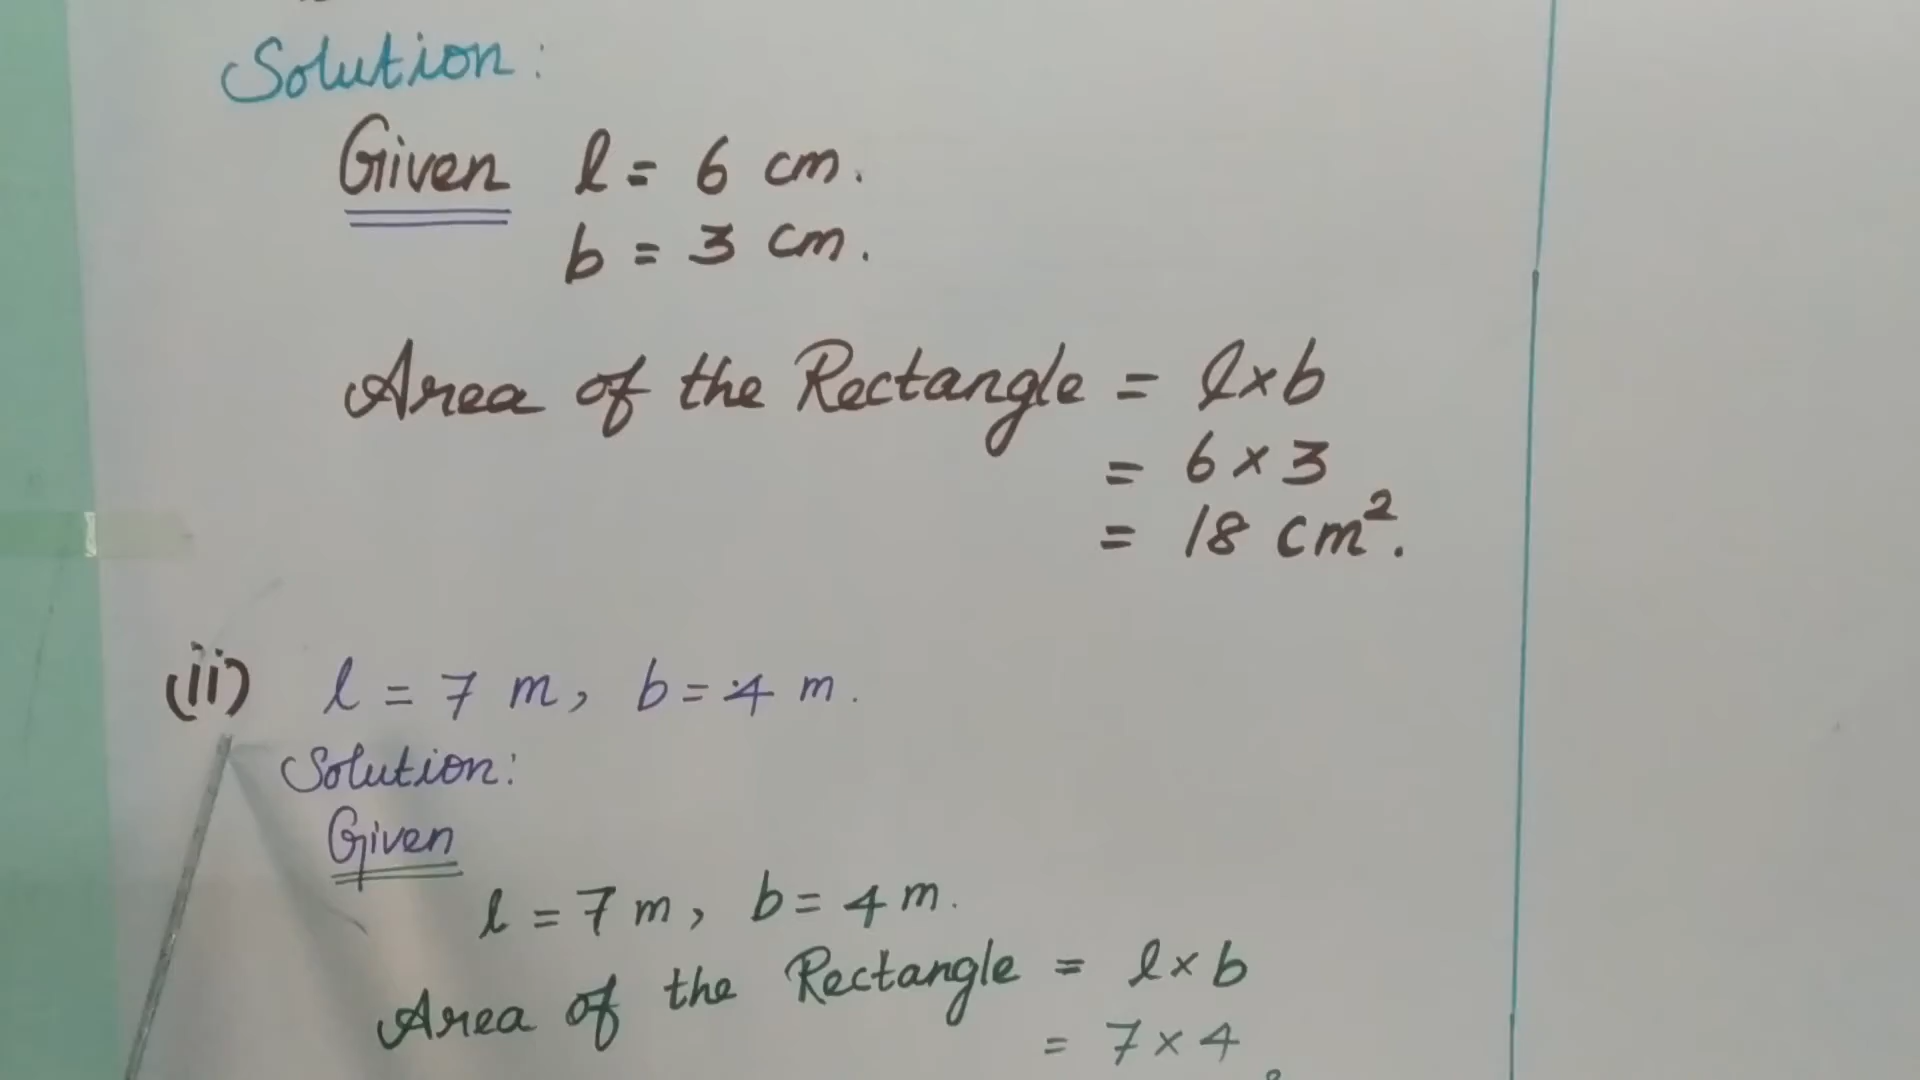 Solution:
Given l = 6 cm.
b = 3 cm.
Area of the Rectangle = l×b
= 6×3
= 18 cm².
(ii) l = 7 m, b = 4 m.
Solution:
Given
l = 7 m, b = 4 m.
Area of the Rectangle = l×b
= 7×4